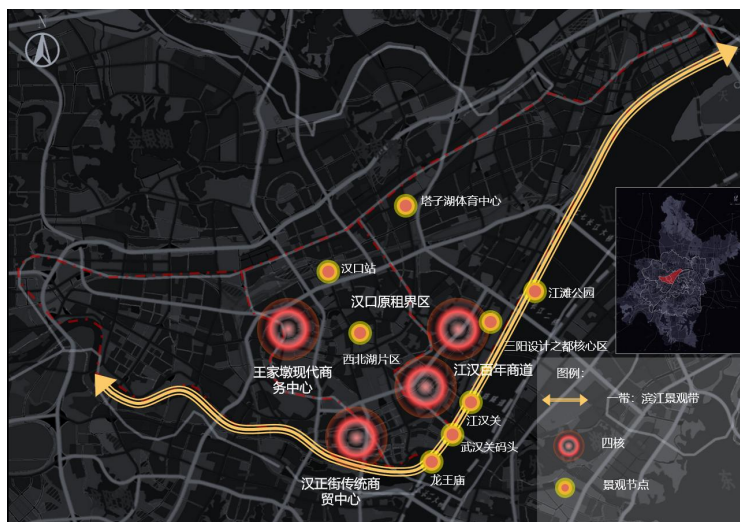 金银湖
塔子湖体育中心
汉口站
江滩公园
汉口原租界区
三阳设计之都核心区
西北湖片区
王家墩现代商
务中心
江汉百年商道
图例:
一带:滨江景观带
江汉关
武汉关码头
四核
龙王庙
汉正街传统商
贸中心
景观节点